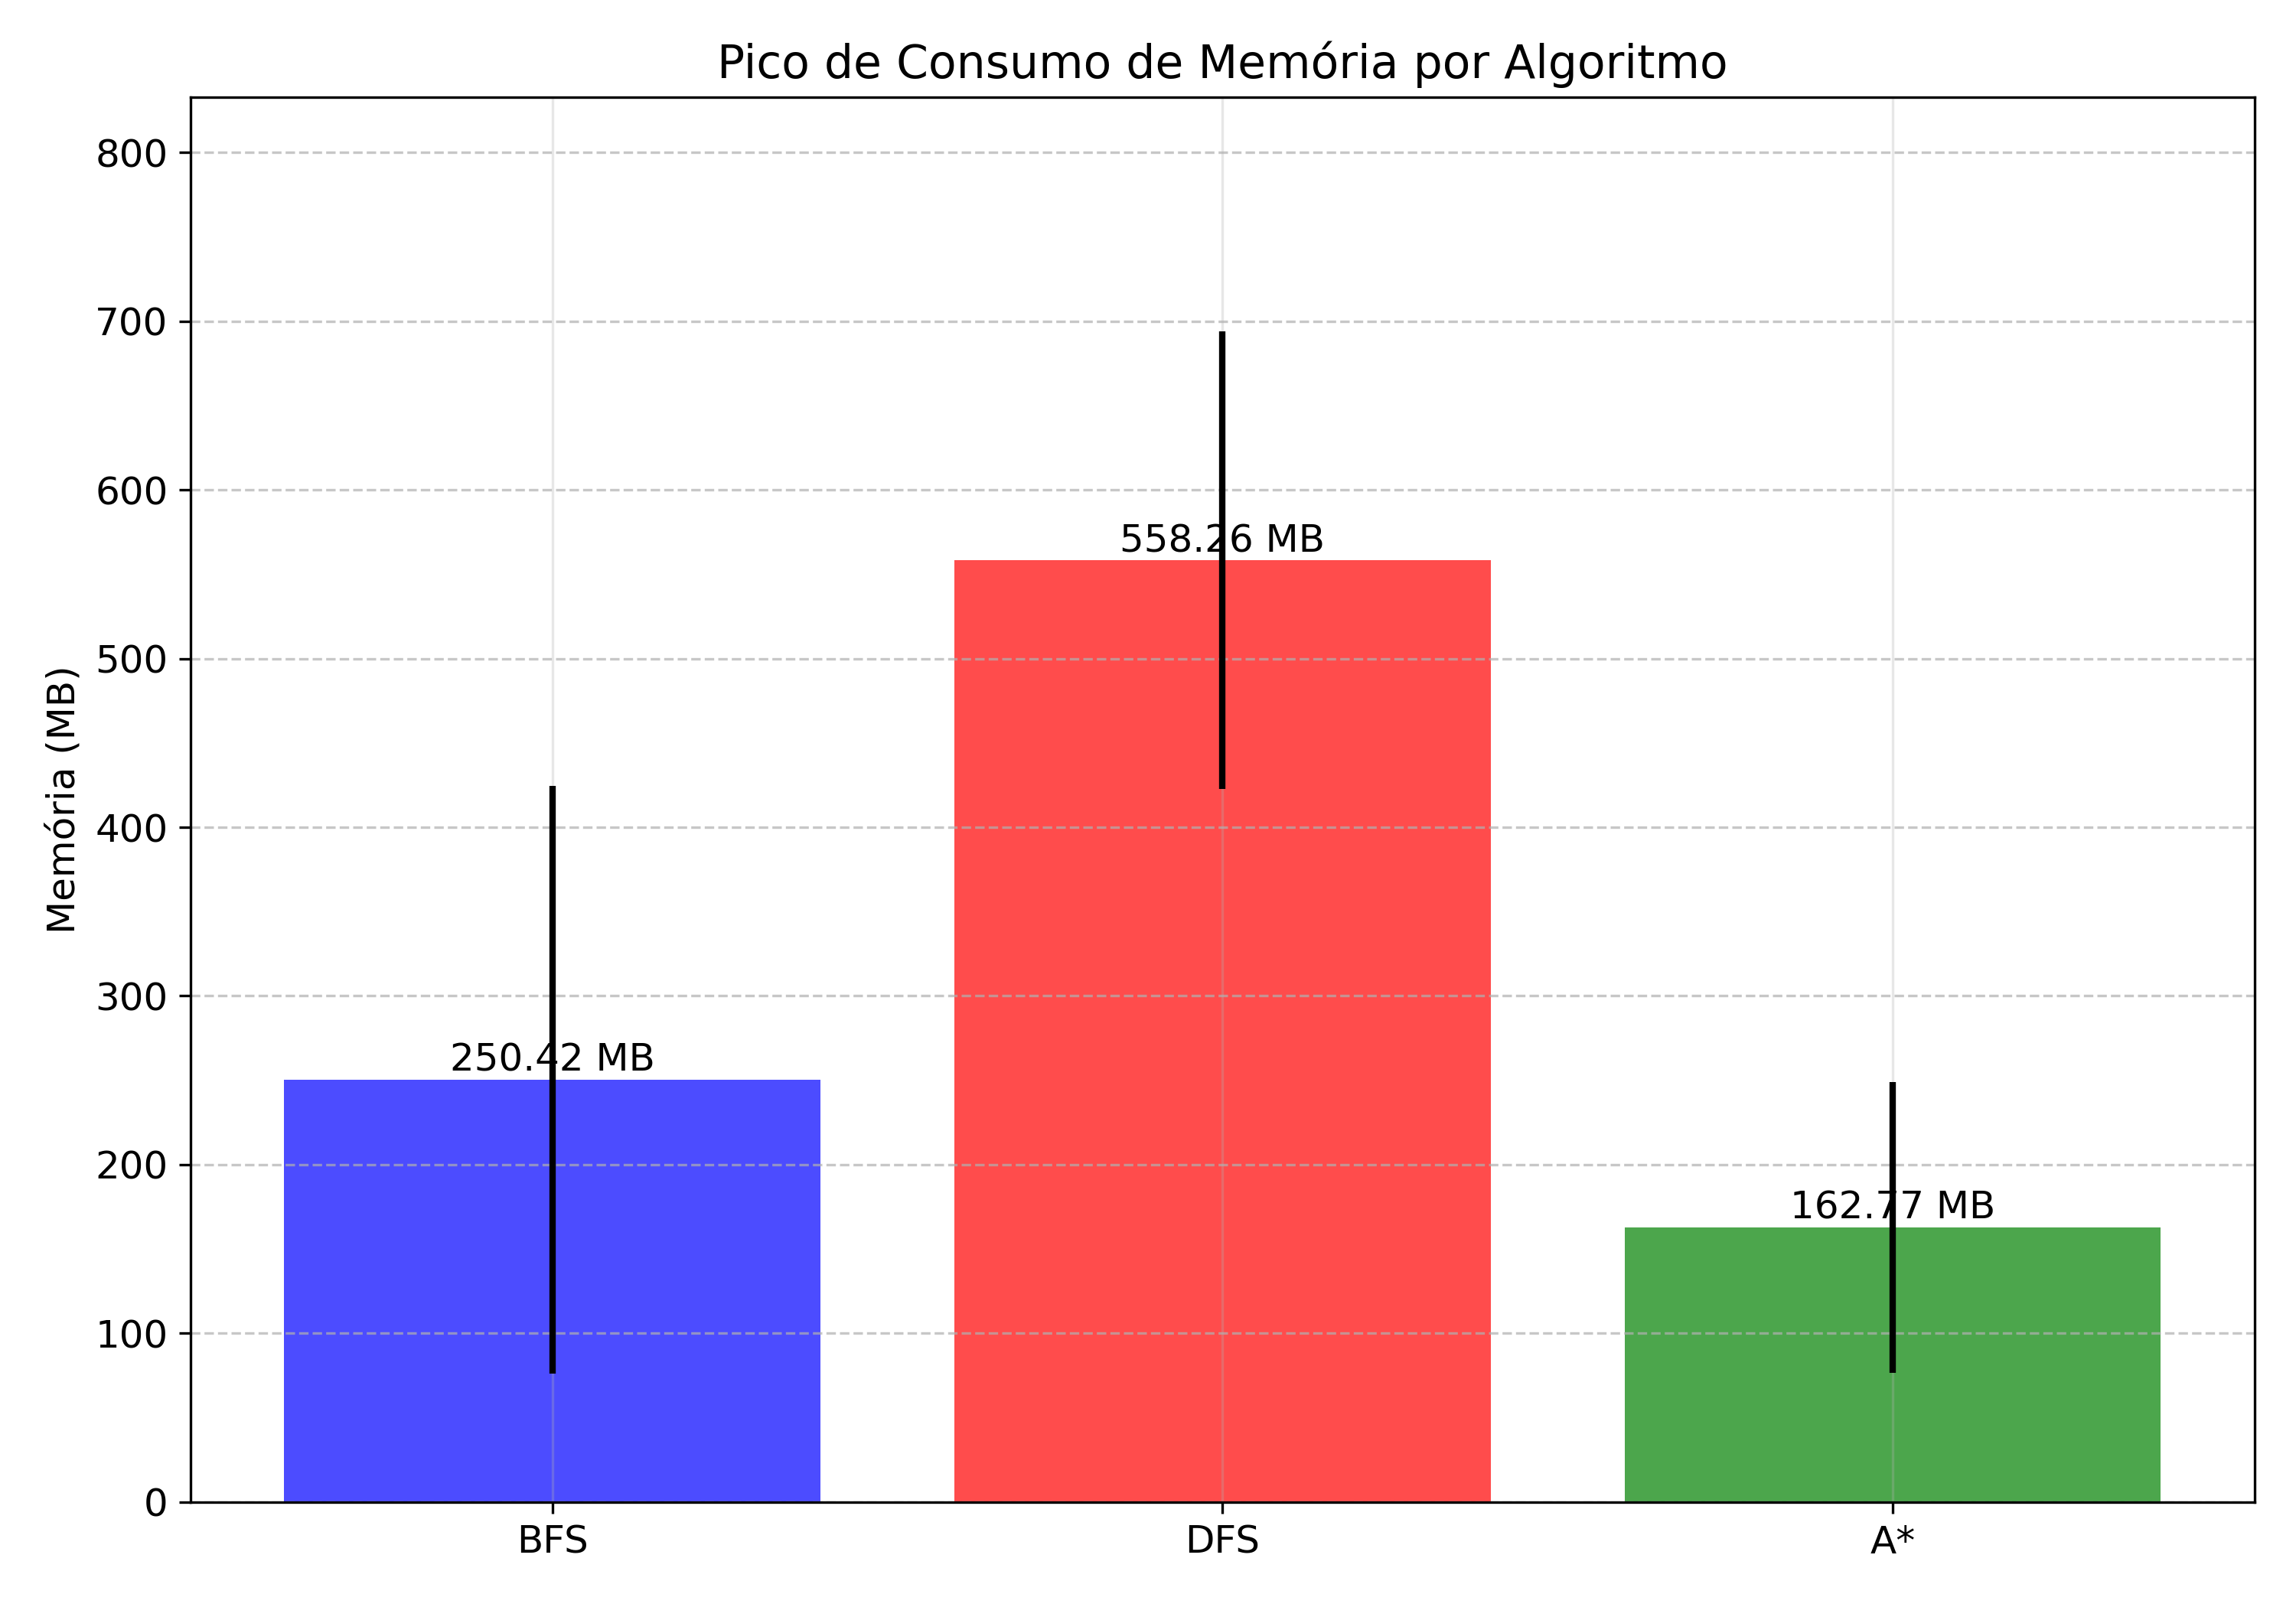 Pico de Consumo de Memória por Algoritmo
Memória (MB)
800
700
600
500
400
300
200
100
0
250.42 MB
558.26 MB
162.77 MB
BFS
DFS
A*